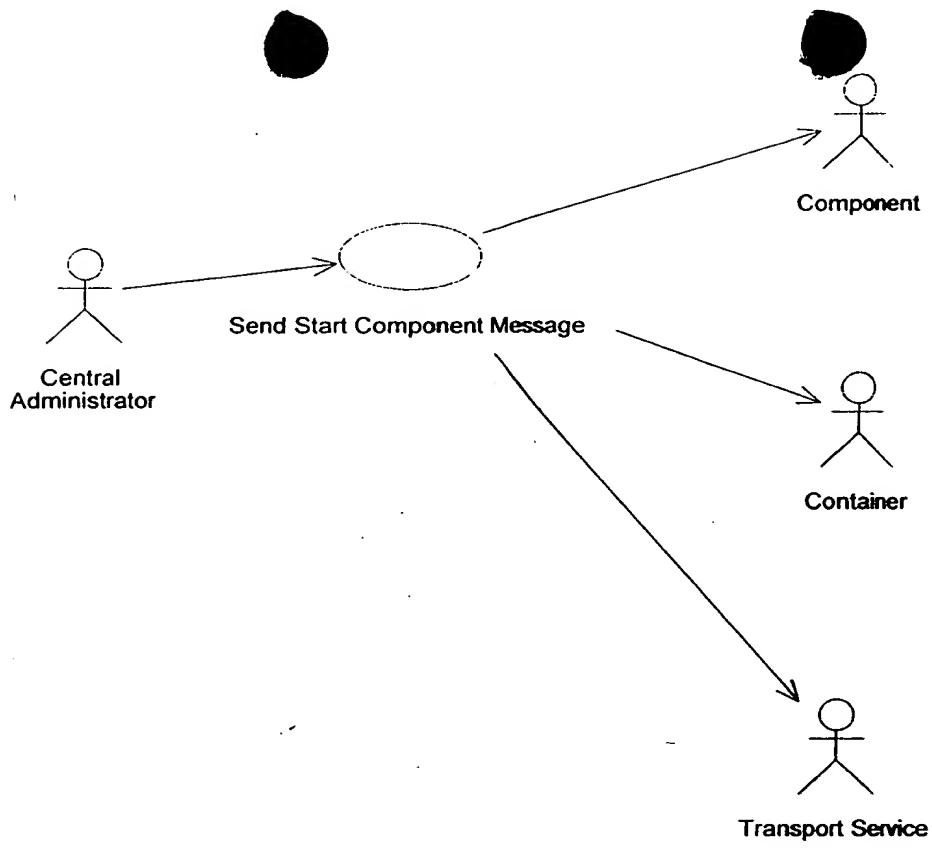 Component
Send Start Component Message
Central
Administrator
Container
Transport Service